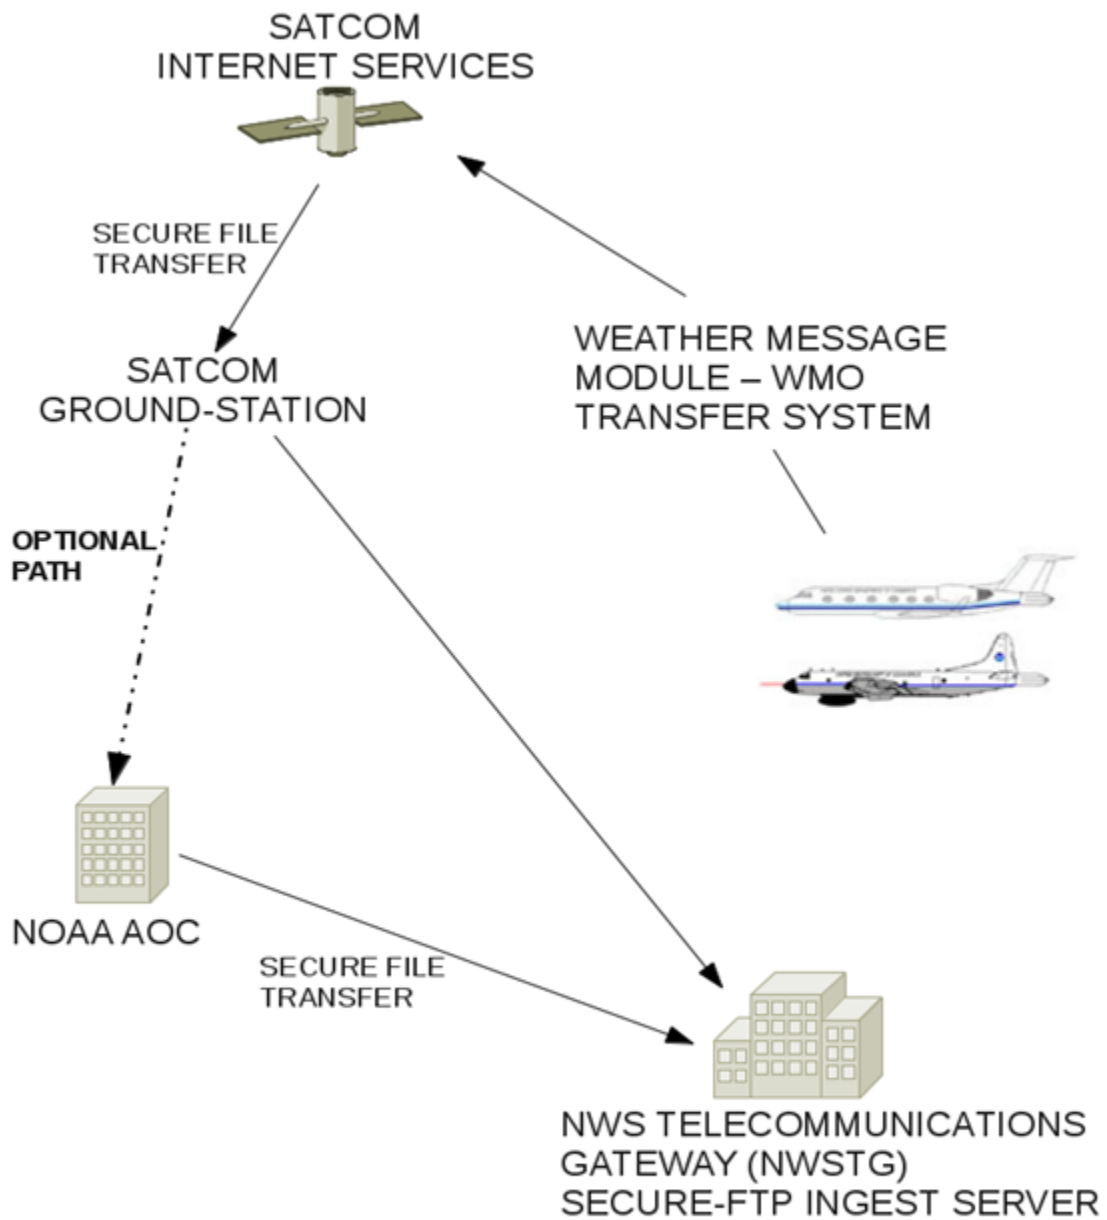 SATCOM
INTERNET SERVICES
SECURE FILE
TRANSFER
SATCOM
GROUND-STATION
WEATHER MESSAGE
MODULE – WMO
TRANSFER SYSTEM
OPTIONAL
PATH
NOAA AOC
SECURE FILE
TRANSFER
NWS TELECOMMUNICATIONS
GATEWAY (NWSTG)
SECURE-FTP INGEST SERVER